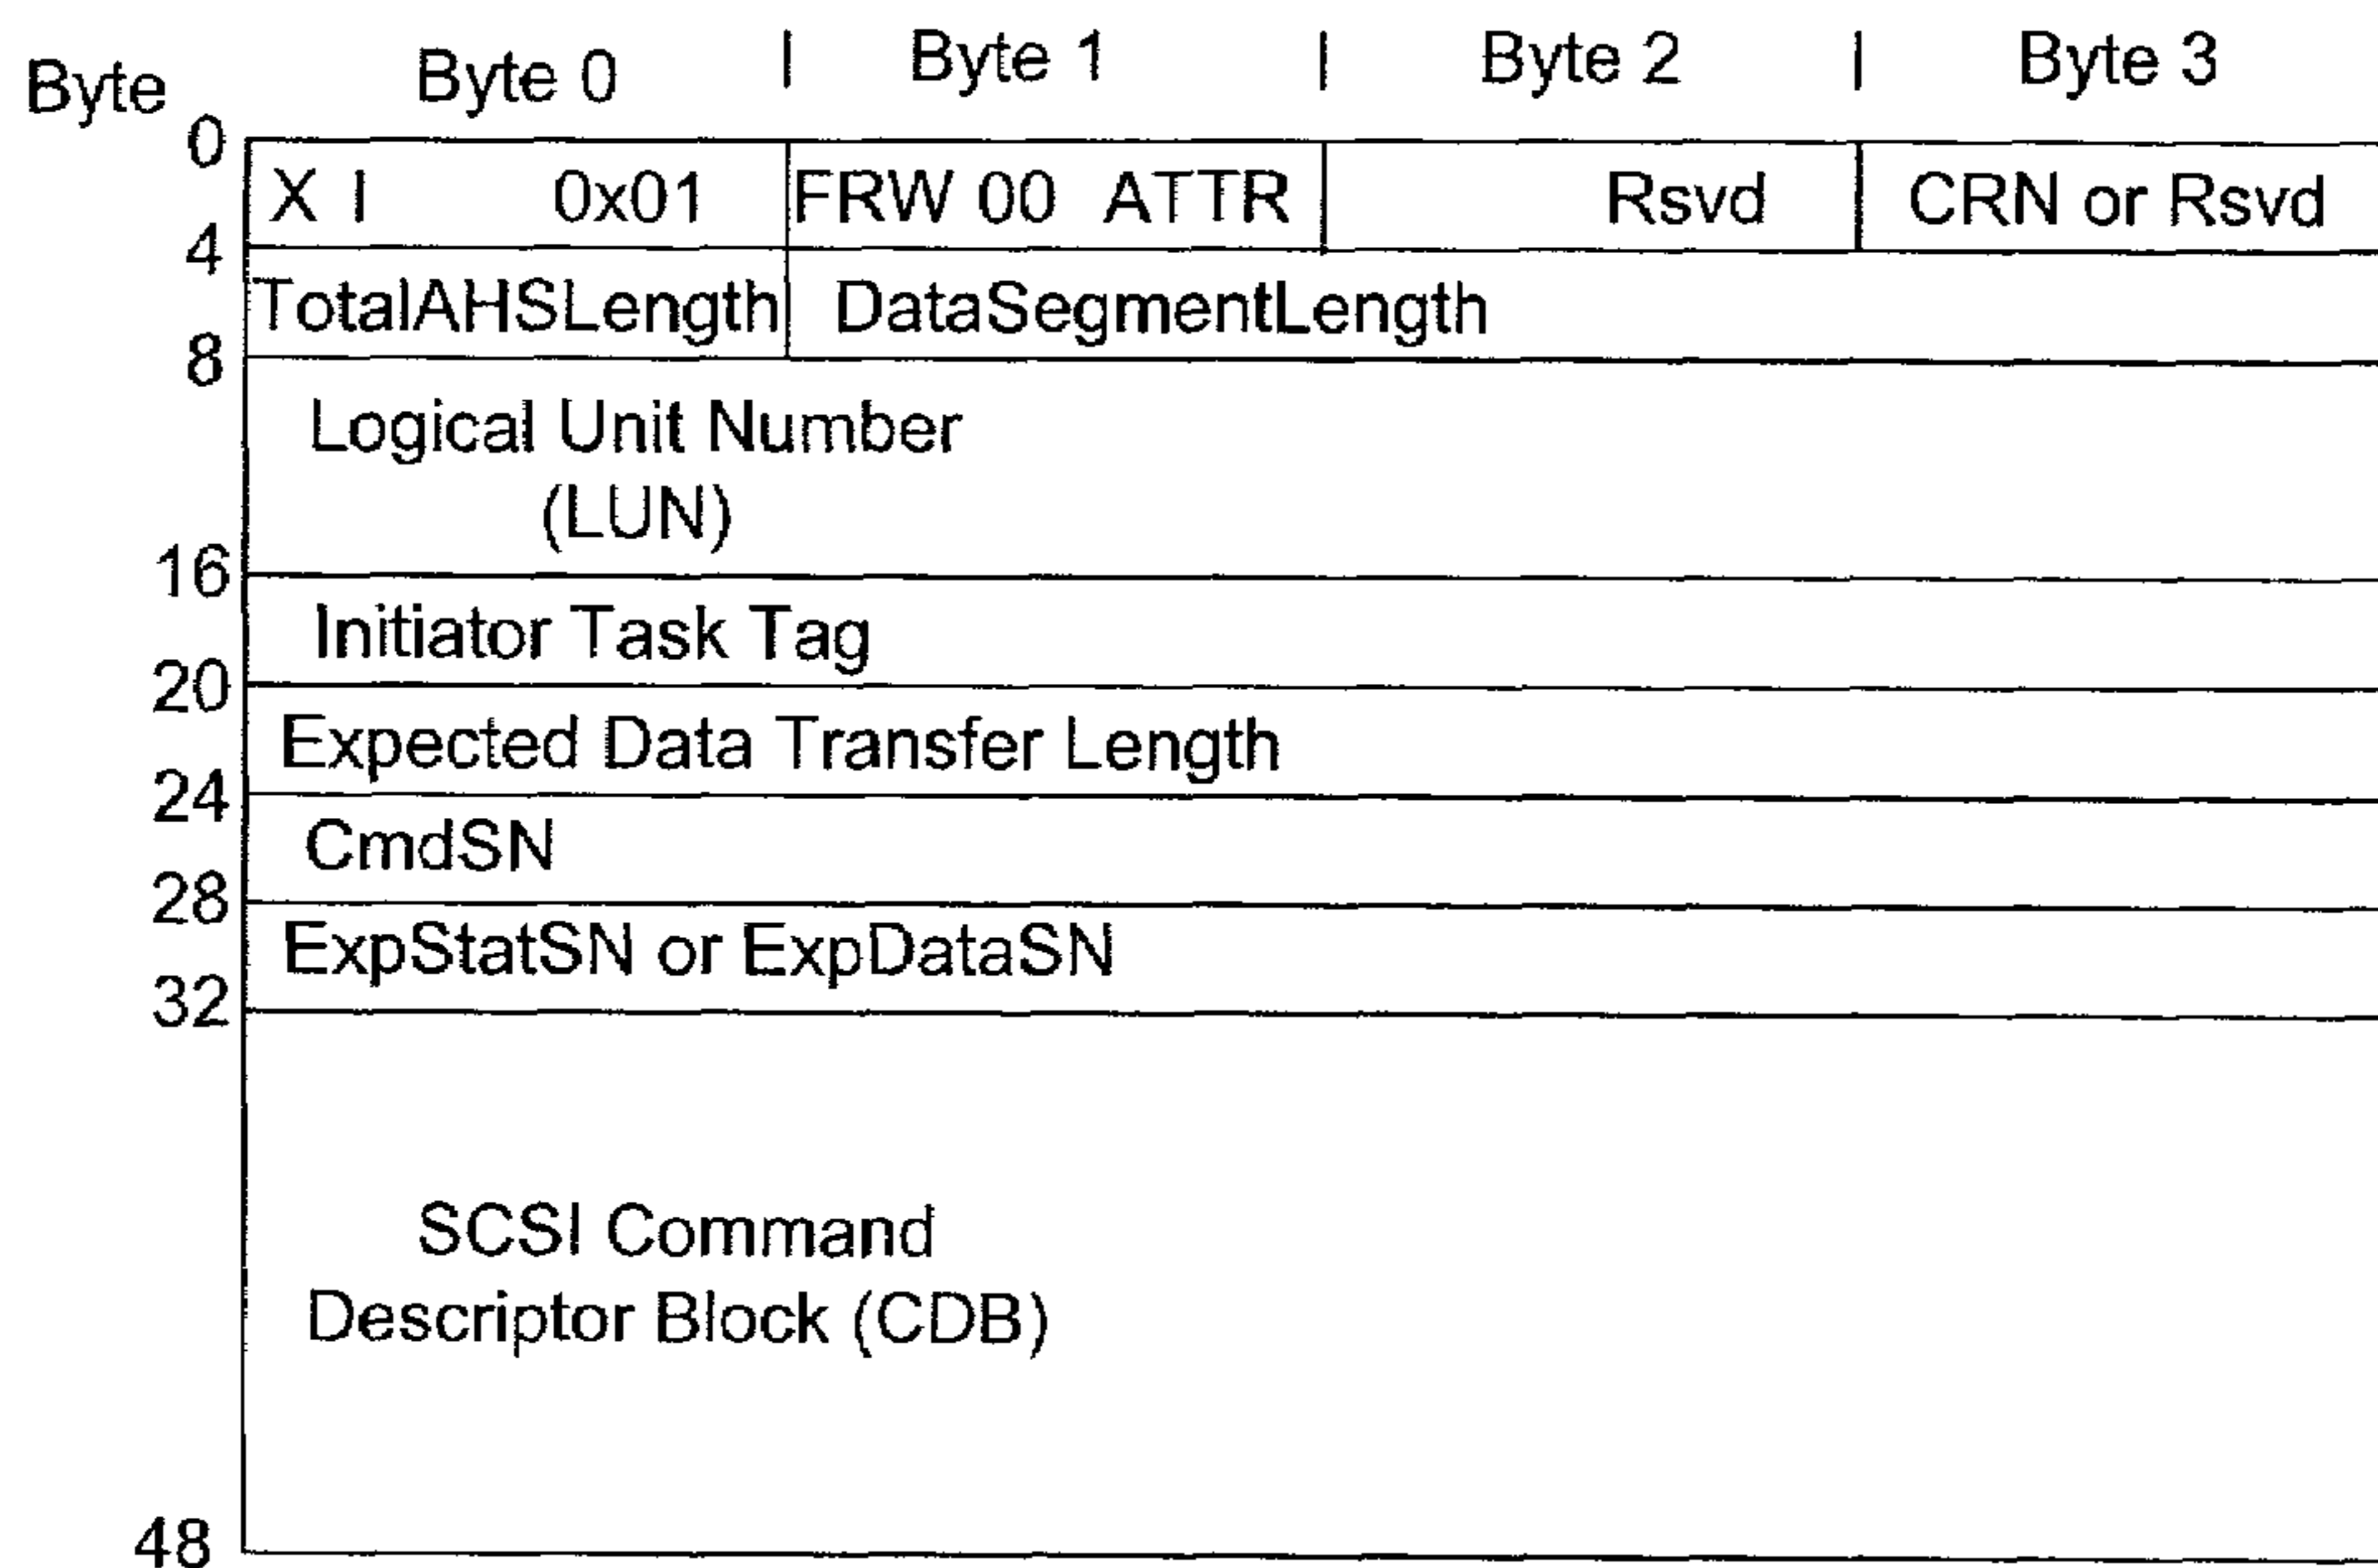 Byte Byte 0 | Byte 1 | Byte 2 | Byte 3
0
X I 0x01 FRW 00 ATTR Rsvd CRN or Rsvd
4
TotalAHSLength DataSegmentLength
8
Logical Unit Number
(LUN)
16
Initiator Task Tag
20
Expected Data Transfer Length
24
CmdSN
28
ExpStatSN or ExpDataSN
32
SCSI Command
Descriptor Block (CDB)
48